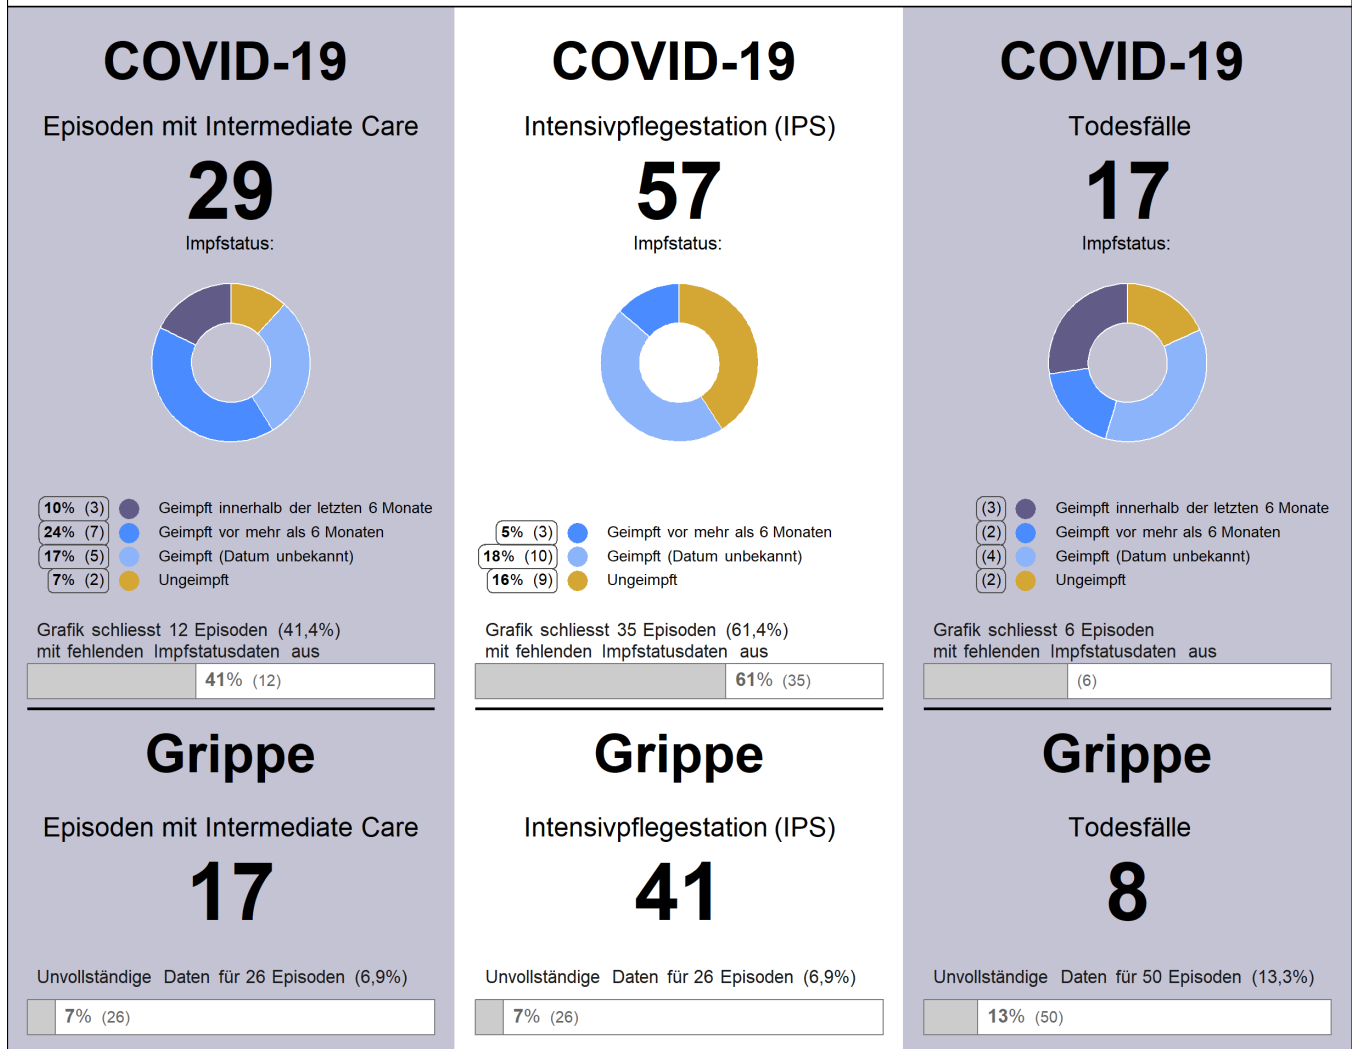 COVID-19
Episoden mit Intermediate Care
29
Impfstatus:
10% (3) Geimpft innerhalb der letzten 6 Monate
24% (7) Geimpft vor mehr als 6 Monaten
17% (5) Geimpft (Datum unbekannt)
7% (2) Ungeimpft
Grafik schliesst 12 Episoden (41,4%)
mit fehlenden Impfstatusdaten aus
41% (12)
Grippe
Episoden mit Intermediate Care
17
Unvollständige Daten für 26 Episoden (6,9%)
7% (26)
COVID-19
Intensivpflegestation (IPS)
57
Impfstatus:
5% (3) Geimpft vor mehr als 6 Monaten
18% (10) Geimpft (Datum unbekannt)
16% (9) Ungeimpft
Grafik schliesst 35 Episoden (61,4%)
mit fehlenden Impfstatusdaten aus
61% (35)
Grippe
Intensivpflegestation (IPS)
41
Unvollständige Daten für 26 Episoden (6,9%)
7% (26)
COVID-19
Todesfälle
17
Impfstatus:
(3) Geimpft innerhalb der letzten 6 Monate
(2) Geimpft vor mehr als 6 Monaten
(4) Geimpft (Datum unbekannt)
(2) Ungeimpft
Grafik schliesst 6 Episoden
mit fehlenden Impfstatusdaten aus
(6)
Grippe
Todesfälle
8
Unvollständige Daten für 50 Episoden (13,3%)
13% (50)